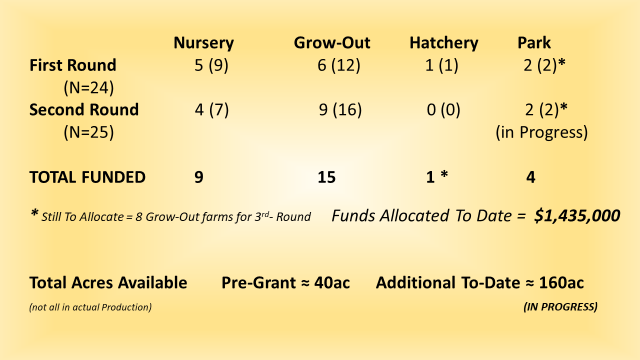 Nursery Grow-Out Hatchery Park
First Round 5 (9) 6 (12) 1 (1) 2 (2)*
(N=24)
Second Round 4 (7) 9 (16) 0 (0) 2 (2)*
(N=25) (in Progress)
TOTAL FUNDED 9 15 1 * 4
* Still To Allocate = 8 Grow-Out farms for 3rd- Round Funds Allocated To Date = $1,435,000
Total Acres Available Pre-Grant ≈ 40ac Additional To-Date ≈ 160ac
(not all in actual Production) (IN PROGRESS)